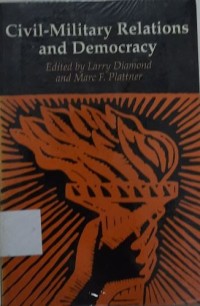 Civil-Military Relations
and Democracy
Edited by Larry Diamond
and Marc F. Plattner